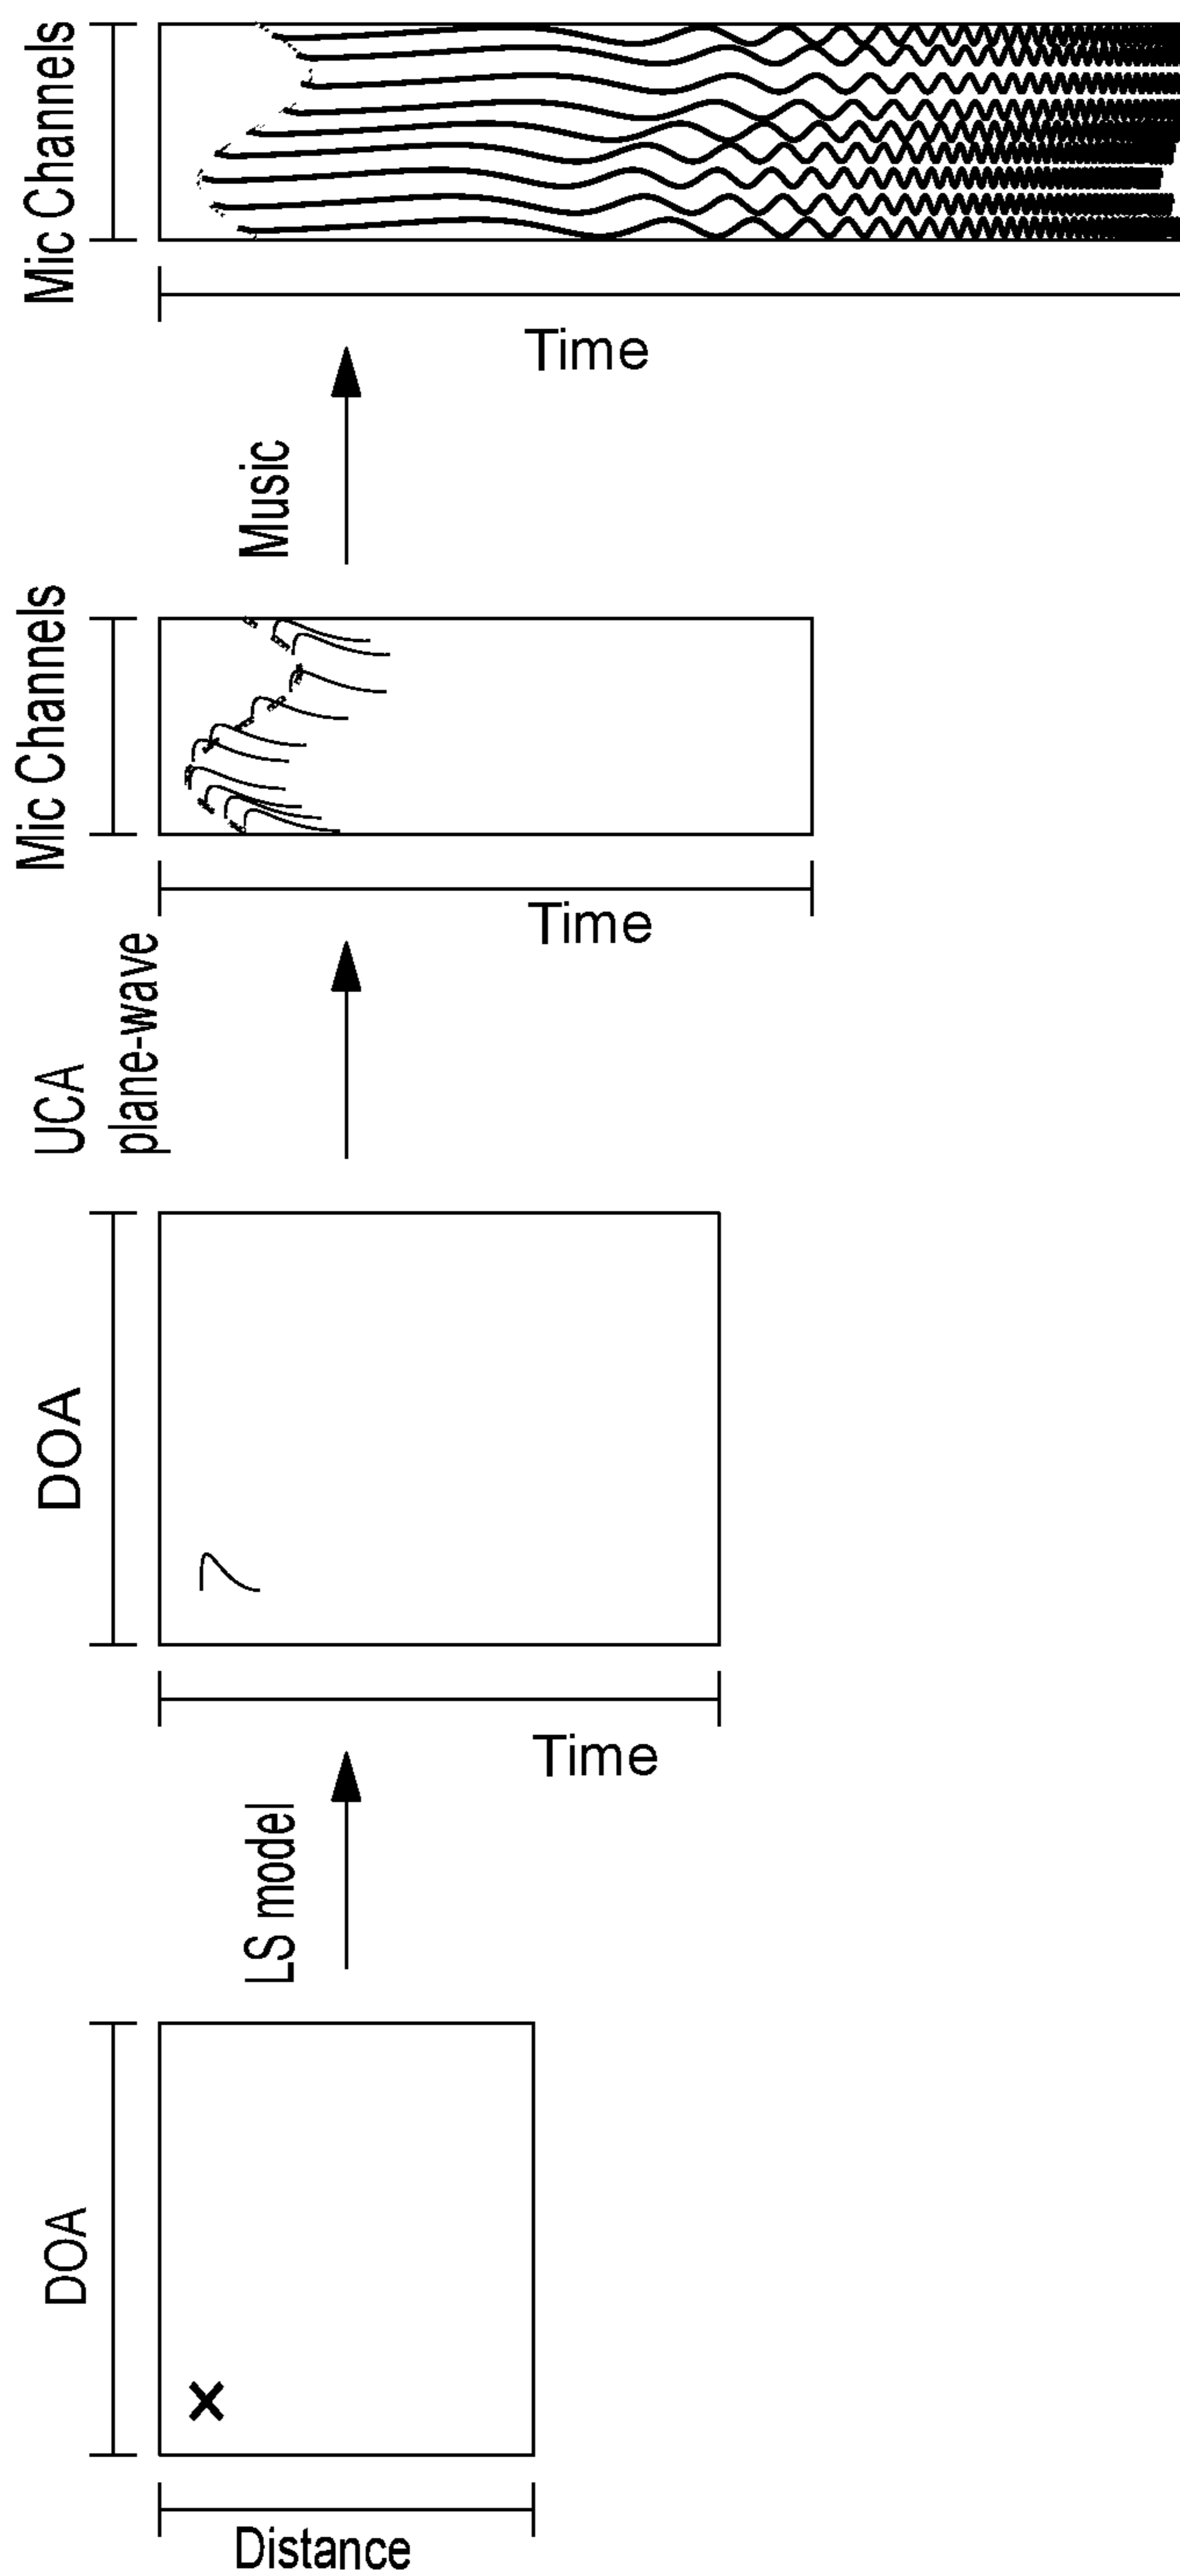 Mic Channels
Time
Music
Mic Channels
Time
UCA
plane-wave
DOA
Time
LS model
DOA
Distance